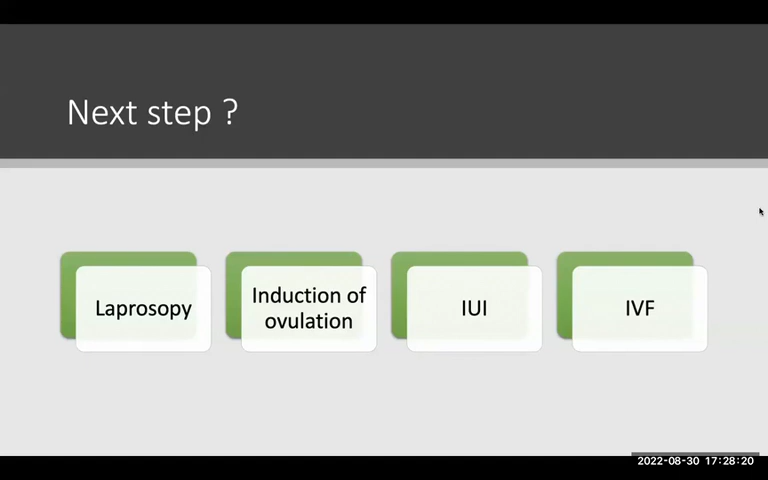 Next step ?
Laprosopy
Induction of
ovulation
IUI
IVF
2022-08-30 17:28:20